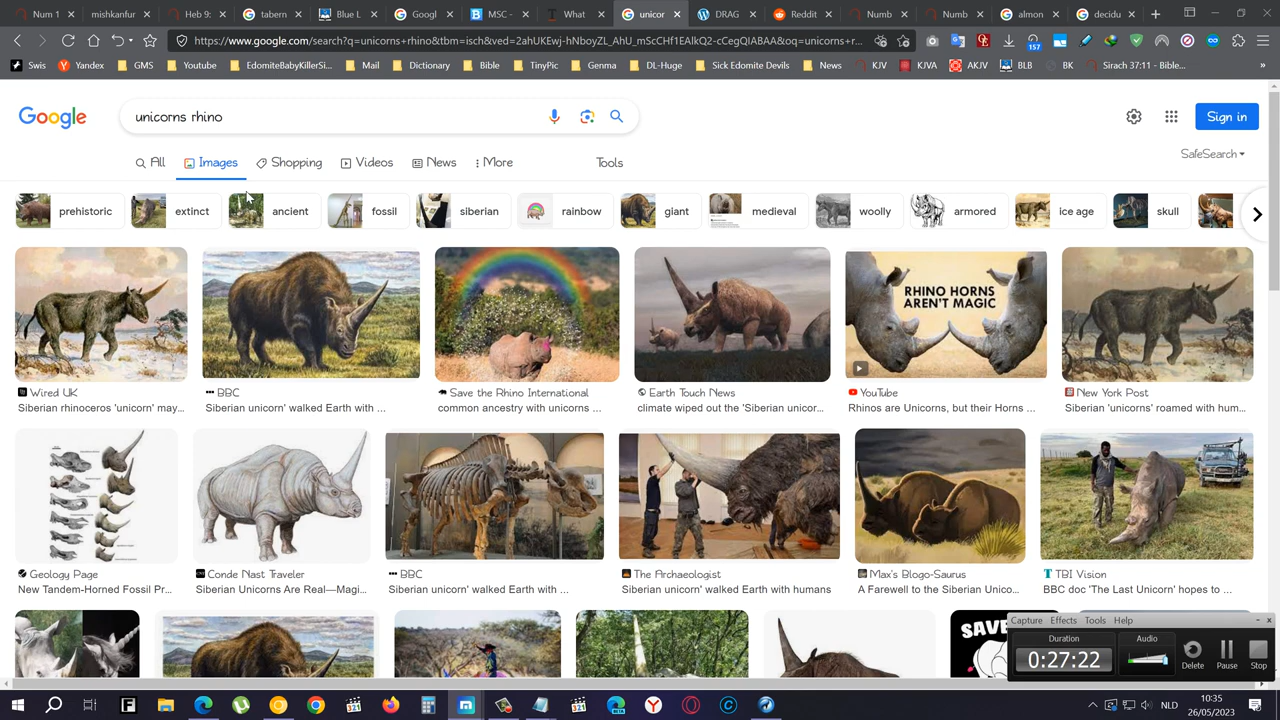 Num 1
mishkanfur
Heb 9:
tabern
Blue L
Googl
MSC -
What
unicor
DRAG
Reddit
Numb
Numb
almon
decidu
https://www.google.com/search?q=unicorns+rhino&tbm=isch&ved=2ahUKEwj-hNboyZL_AhU_mScCHf1EAlkQ2-cCegQIABAA&oq=unicorns+r...
157
Swis
Yandex
GMS
Youtube
EdomiteBabyKillerSi...
Mail
Dictionary
Bible
TinyPic
Genma
DL-Huge
Sick Edomite Devils
News
KJV
KJVA
AKJV
BLB
BK
Sirach 37:11 - Bible...
»
Google
unicorns rhino
Sign in
All
Images
Shopping
Videos
News
More
Tools
SafeSearch
prehistoric
extinct
ancient
fossil
siberian
rainbow
giant
medieval
woolly
armored
ice age
skull
RHINO HORNS
AREN'T MAGIC
Wired UK
Siberian rhinoceros 'unicorn' may...
BBC
Siberian unicorn' walked Earth with ...
Save the Rhino International
common ancestry with unicorns ...
Earth Touch News
climate wiped out the 'Siberian unicor...
YouTube
Rhinos are Unicorns, but their Horns ...
New York Post
Siberian 'unicorns' roamed with hum...
Geology Page
New Tandem-Horned Fossil Pr...
Conde Nast Traveler
Siberian Unicorns Are Real—Magi...
BBC
Siberian unicorn' walked Earth with ...
The Archaeologist
Siberian unicorn' walked Earth with humans
Max's Blogo-Saurus
A Farewell to the Siberian Unico...
TBI Vision
BBC doc 'The Last Unicorn' hopes to ...
SAVE
Capture Effects Tools Help
Duration
0:27:22
Audio
Delete
Pause
Stop
NLD
10:35
26/05/2023